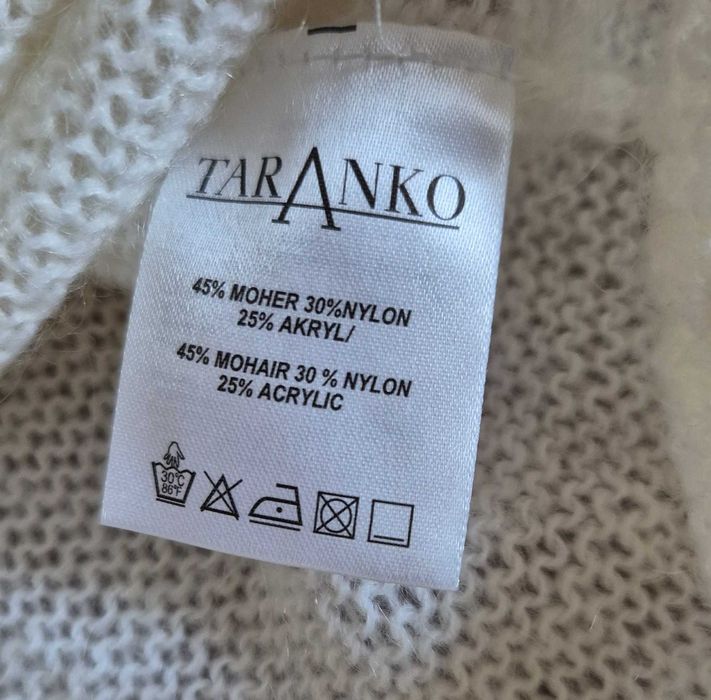 TARANKO
45% MOHER 30%NYLON
25% AKRYL/
45% MOHAIR 30 % NYLON
25% ACRYLIC
30°C
86°F